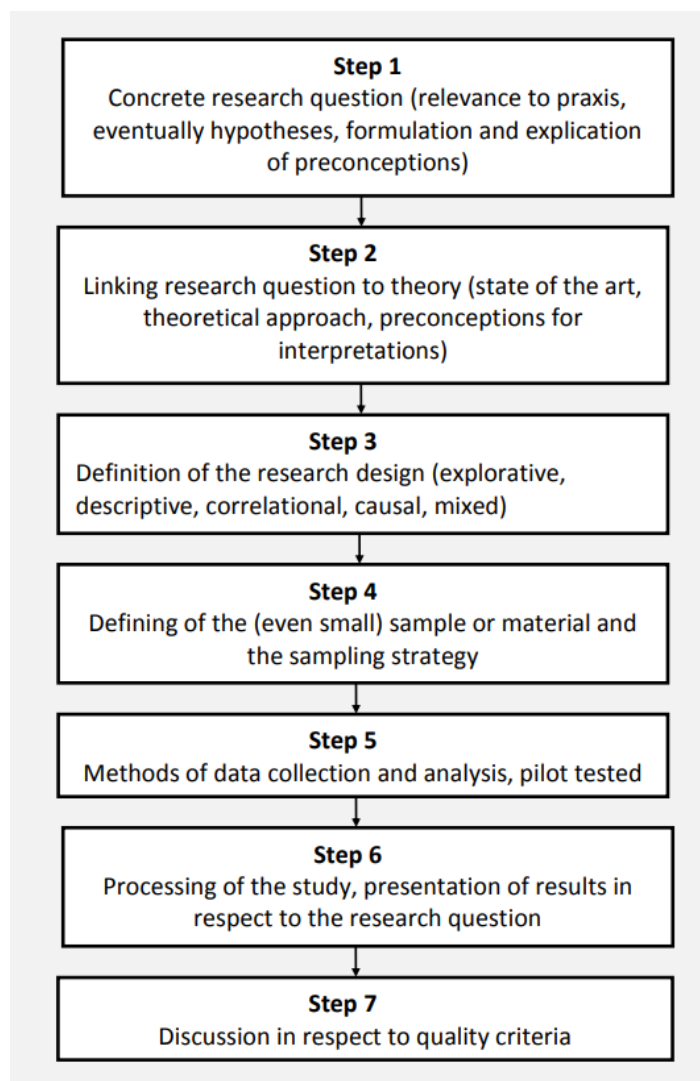 Step 1
Concrete research question (relevance to praxis,
eventually hypotheses, formulation and explication
of preconceptions)
Step 2
Linking research question to theory (state of the art,
theoretical approach, preconceptions for
interpretations)
Step 3
Definition of the research design (explorative,
descriptive, correlational, causal, mixed)
Step 4
Defining of the (even small) sample or material and
the sampling strategy
Step 5
Methods of data collection and analysis, pilot tested
Step 6
Processing of the study, presentation of results in
respect to the research question
Step 7
Discussion in respect to quality criteria